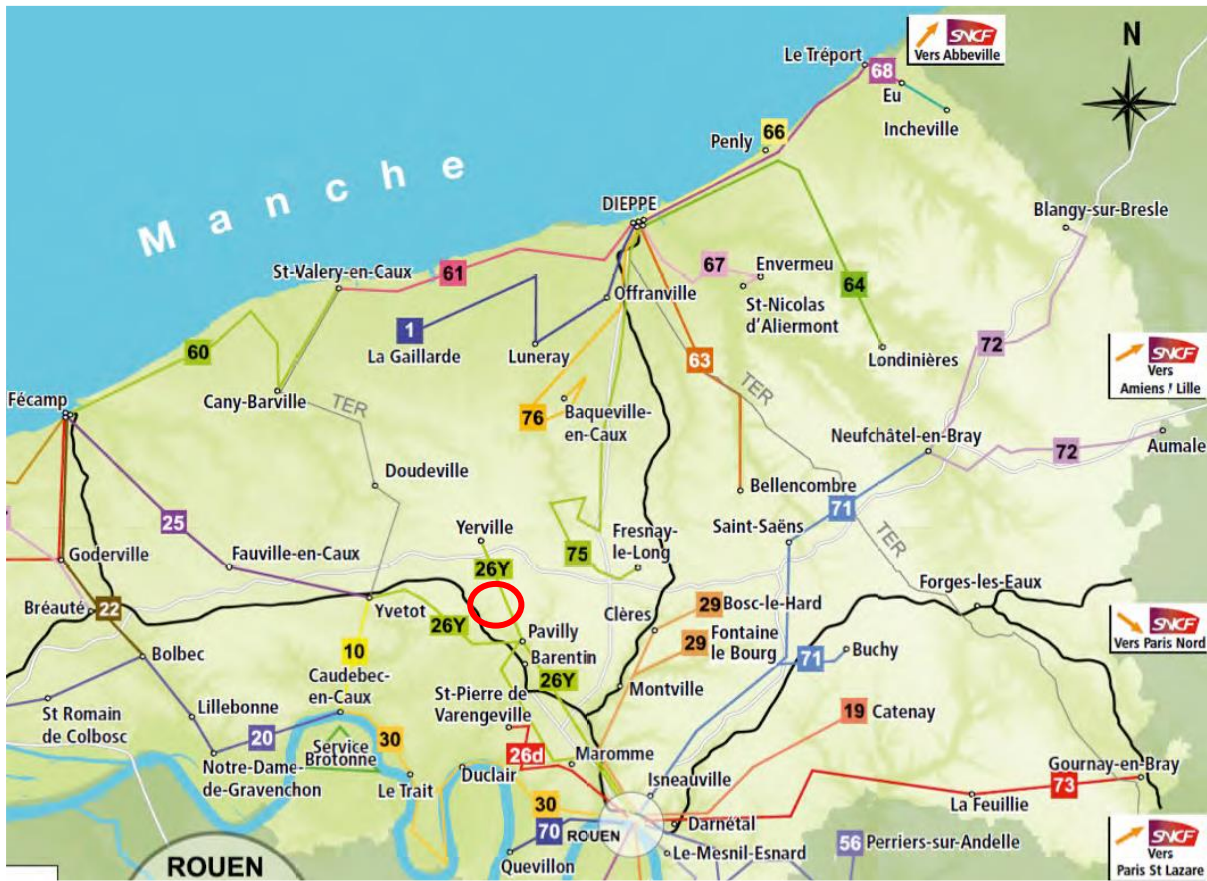 SNCF
Vers Abbeville
N
Le Tréport
68
Eu
Incheville
66
Penly
Manche
DIEPPE
Blangy-sur-Bresle
St-Valery-en-Caux
61
67
Envermeu
St-Nicolas
d'Aliermont
64
Offranville
1
La Gaillarde
Luneray
60
63
Londinières
72
SNCF
Vers
Amiens / Lille
Fécamp
Cany-Barville
TER
76
Baqueville-
en-Caux
TER
Neufchâtel-en-Bray
72
Aumale
Doudeville
Bellencombre
71
25
Yerville
Saint-Saëns
Fauville-en-Caux
75
Fresnay-
le-Long
TER
Goderville
26Y
Forges-les-Eaux
Bréauté
22
Yvetot
26Y
Clères
29
Bosc-le-Hard
SNCF
Vers Paris Nord
Pavilly
29
Fontaine
le Bourg
Bolbec
10
Barentin
71
Buchy
Caudebec-
en-Caux
26Y
Montville
St Romain
de Colbosc
Lillebonne
St-Pierre de
Varengeville
19
Catenay
20
Service
Brotonne
30
26d
Maromme
Notre-Dame-
de-Gravenchon
Le Trait
Duclair
Isneauville
Gournay-en-Bray
73
La Feuillie
30
70
ROUEN
Darnétal
SNCF
Vers
Paris St Lazare
Quevillon
Le-Mesnil-Esnard
56
Perriers-sur-Andelle
ROUEN